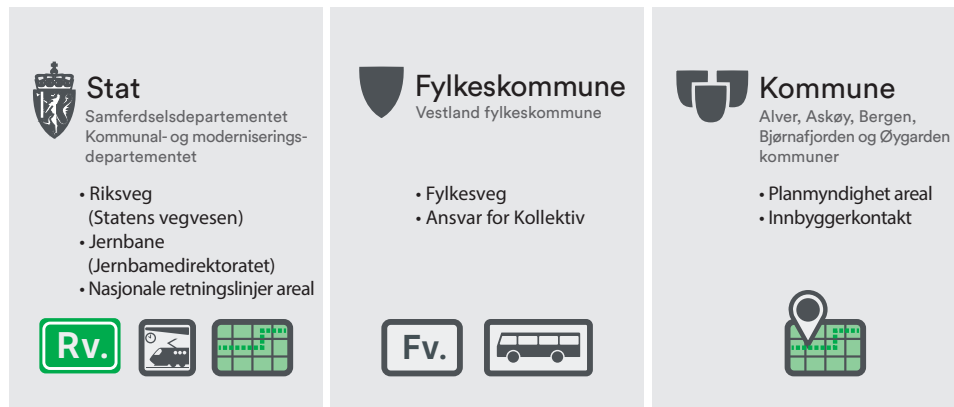 Stat
Samferdselsdepartementet
Kommunal- og moderniserings-
departementet
• Riksveg
(Statens vegvesen)
• Jernbane
(Jernbamedirektoratet)
• Nasjonale retningslinjer areal
Rv.
Fylkeskommune
Vestland fylkeskommune
• Fylkesveg
• Ansvar for Kollektiv
Fv.
Kommune
Alver, Askøy, Bergen,
Bjørnafjorden og Øygarden
kommuner
• Planmyndighet areal
• Innbyggerkontakt